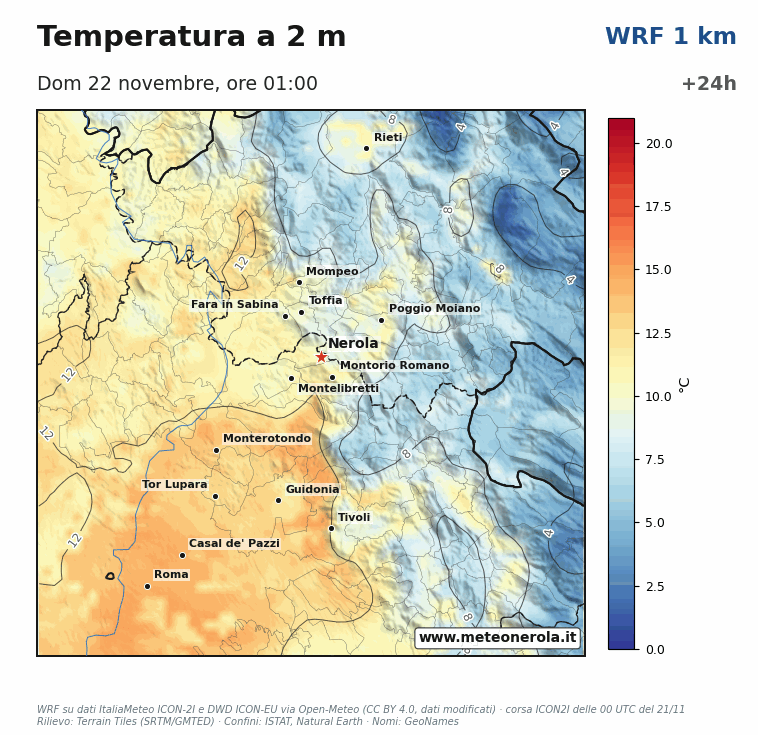 Temperatura a 2 m
WRF 1 km
Dom 22 novembre, ore 01:00
+24h
8
4
4
Rieti
4
8
12
8
4
Mompeo
Toffia
Fara in Sabina
Poggio Moiano
Nerola
12
Montorio Romano
Montelibretti
12
Monterotondo
8
Tor Lupara
Guidonia
Tivoli
12
4
Casal de' Pazzi
Roma
8
8
www.meteonerola.it
20.0
17.5
15.0
12.5
10.0
7.5
5.0
2.5
0.0
°C
WRF su dati ItaliaMeteo ICON-2I e DWD ICON-EU via Open-Meteo (CC BY 4.0, dati modificati) · corsa ICON2I delle 00 UTC del 21/11
Rilievo: Terrain Tiles (SRTM/GMTED) · Confini: ISTAT, Natural Earth · Nomi: GeoNames